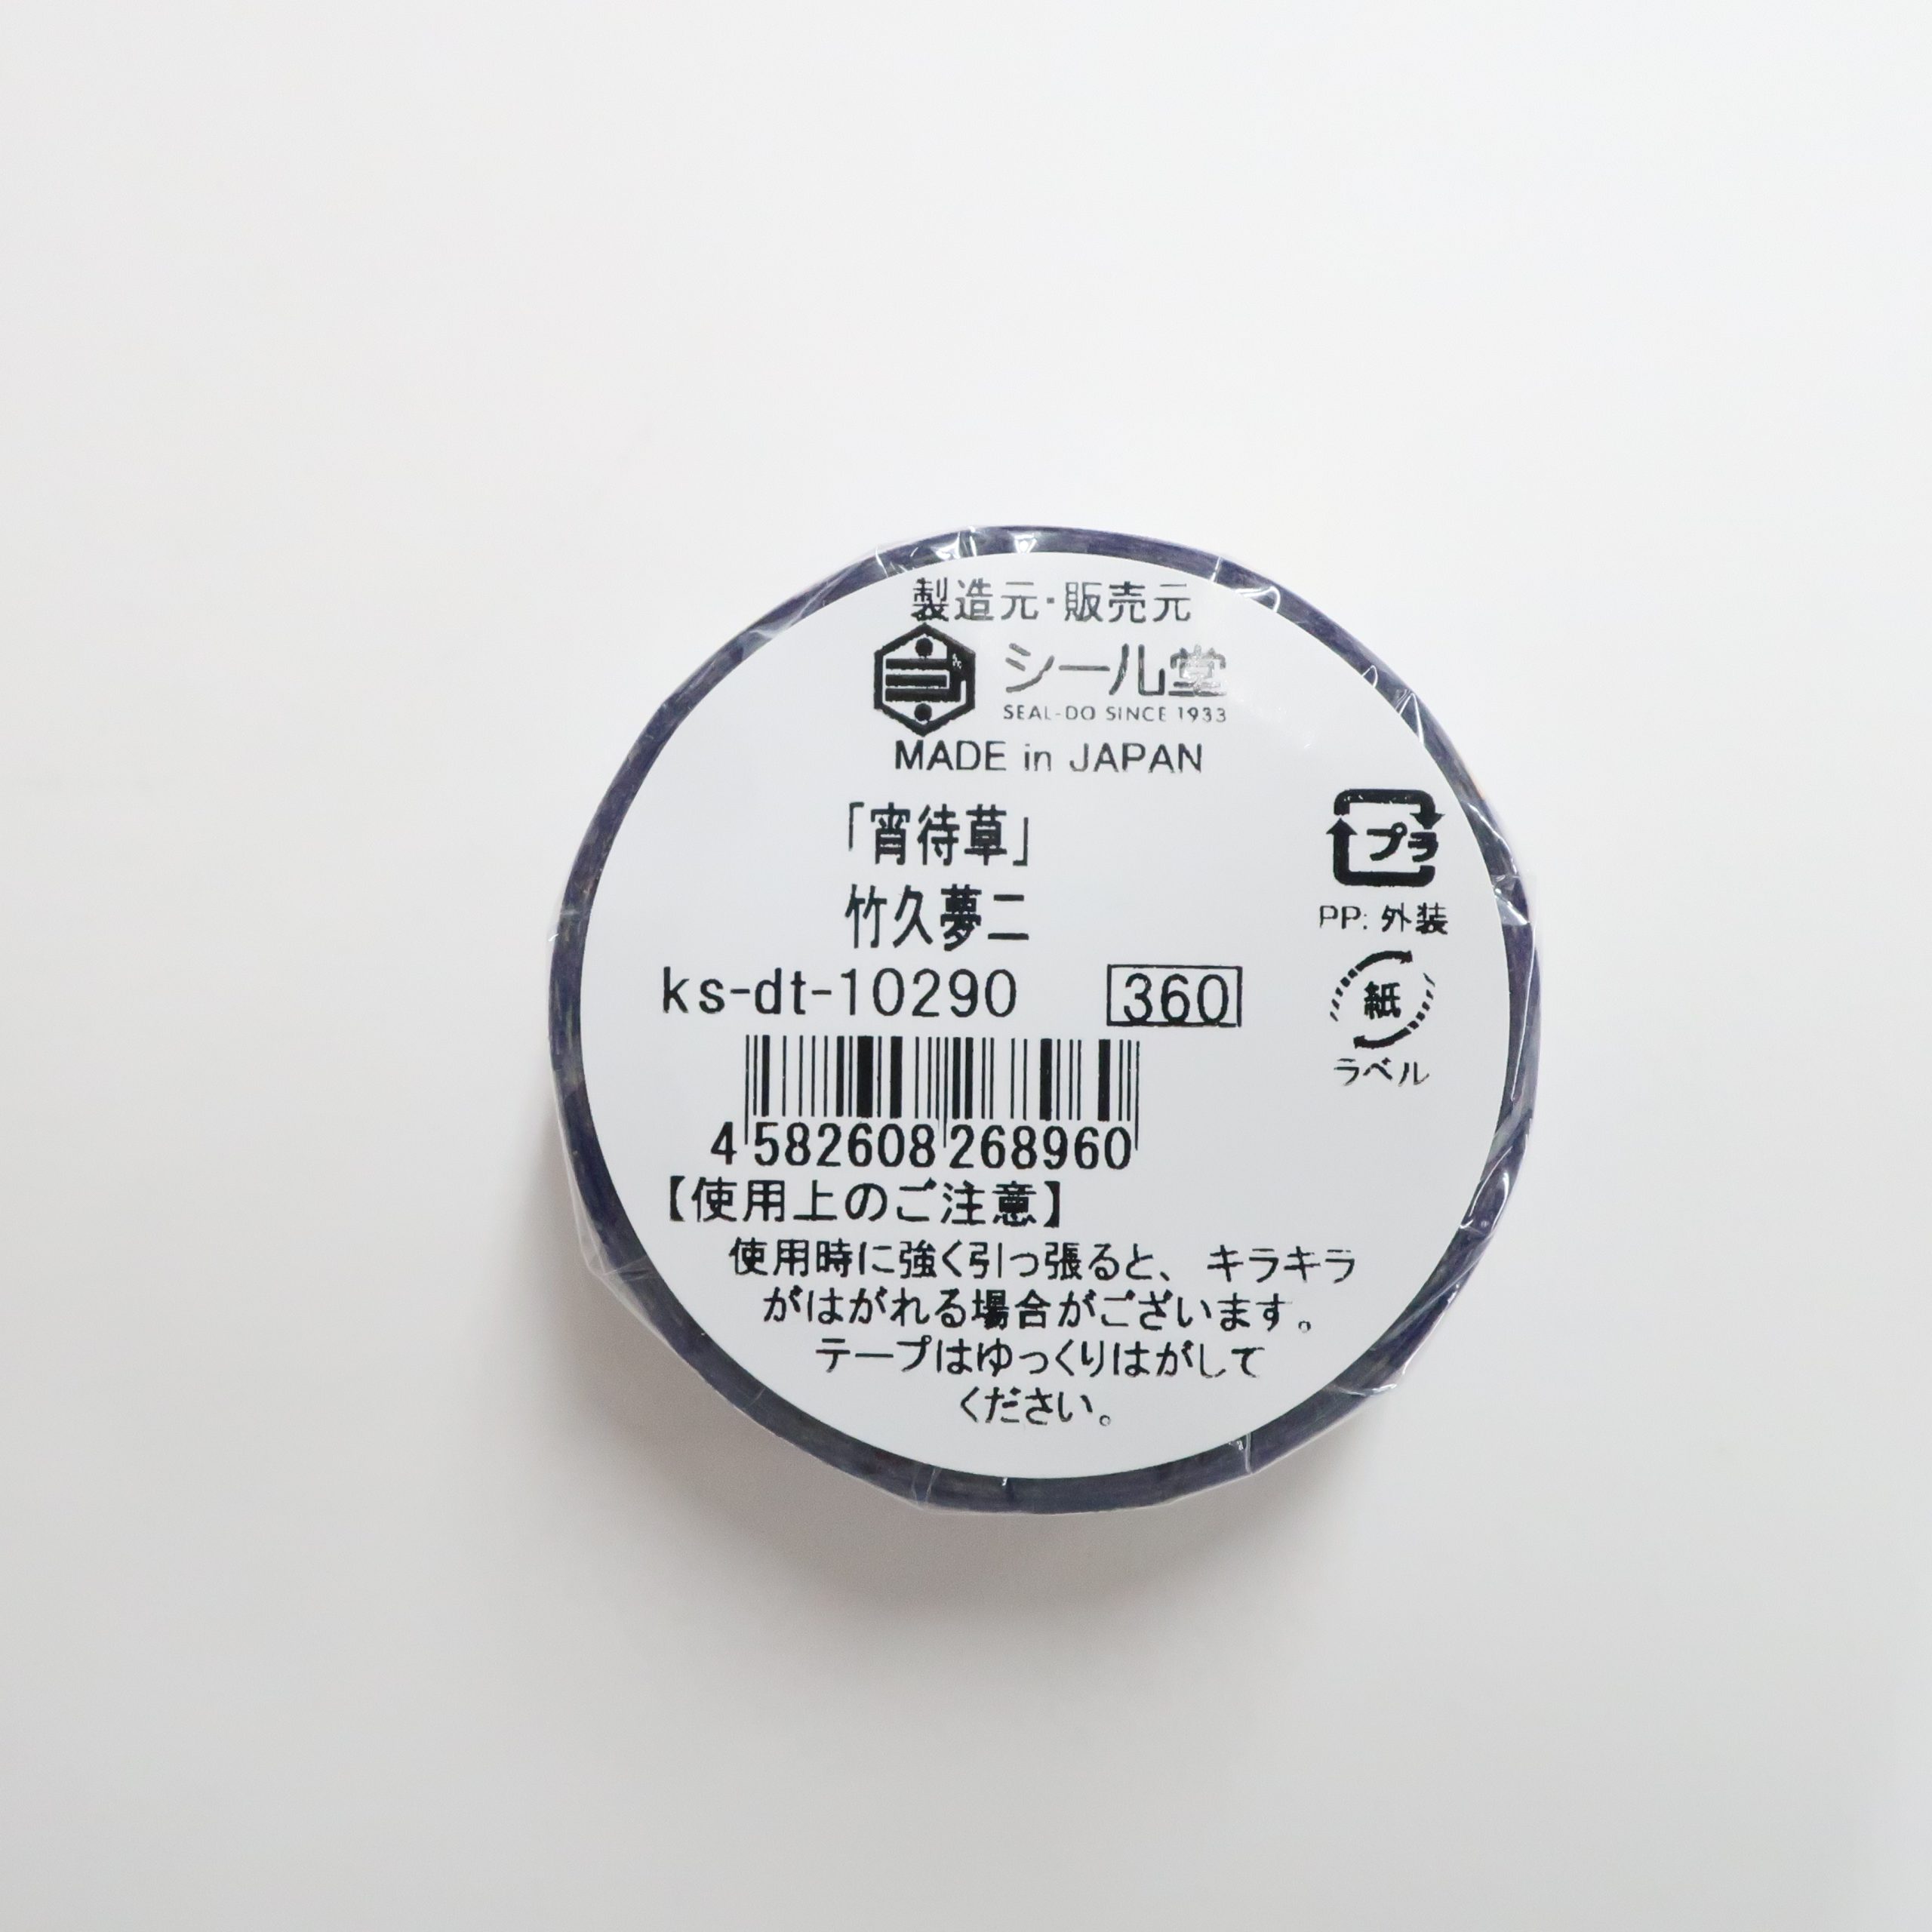 製造元・販売元
シール堂
SEAL-DO SINCE 1933
MADE in JAPAN
「宵待草」
竹久夢二
ks-dt-10290 360
プラ
PP: 外装
紙
ラベル
4 582608 268960
【使用上のご注意】
使用時に強く引っ張ると、キラキラ
がはがれる場合がございます。
テープはゆっくりはがして
ください。